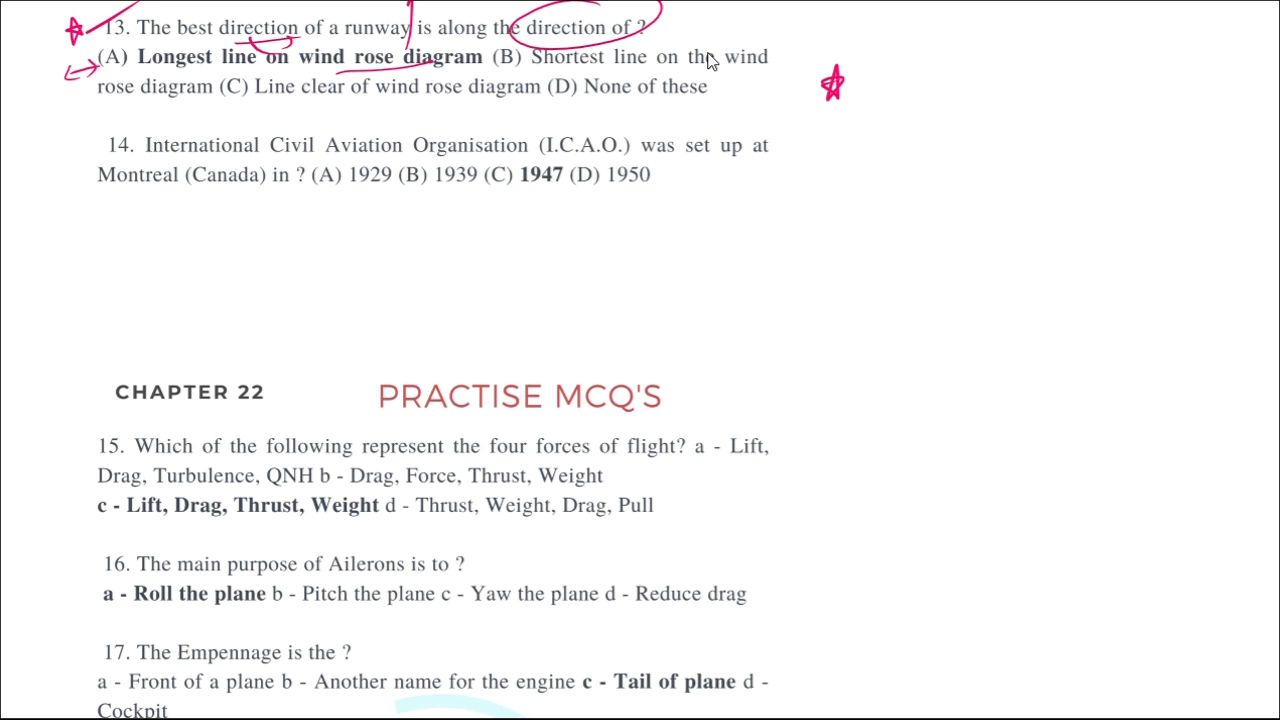 13. The best direction of a runway is along the direction of ?
(A) Longest line on wind rose diagram (B) Shortest line on the wind
rose diagram (C) Line clear of wind rose diagram (D) None of these
14. International Civil Aviation Organisation (I.C.A.O.) was set up at
Montreal (Canada) in ? (A) 1929 (B) 1939 (C) 1947 (D) 1950
CHAPTER 22
PRACTISE MCQ'S
15. Which of the following represent the four forces of flight? a - Lift,
Drag, Turbulence, QNH b - Drag, Force, Thrust, Weight
c - Lift, Drag, Thrust, Weight d - Thrust, Weight, Drag, Pull
16. The main purpose of Ailerons is to ?
a - Roll the plane b - Pitch the plane c - Yaw the plane d - Reduce drag
17. The Empennage is the ?
a - Front of a plane b - Another name for the engine c - Tail of plane d -
Cockpit